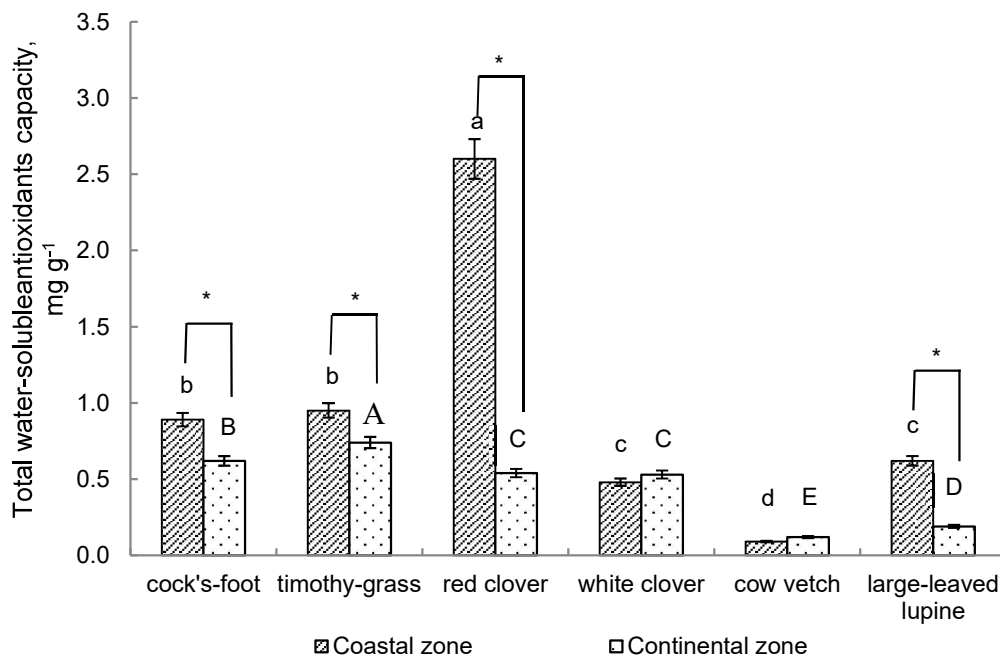 Total water-solubleantioxidants capacity,
mg g⁻¹
3.5
3.0
2.5
2.0
1.5
1.0
0.5
0.0
* * * *
b B b A a C c C d E c D
cock's-foot timothy-grass red clover white clover cow vetch large-leaved
lupine
Coastal zone Continental zone